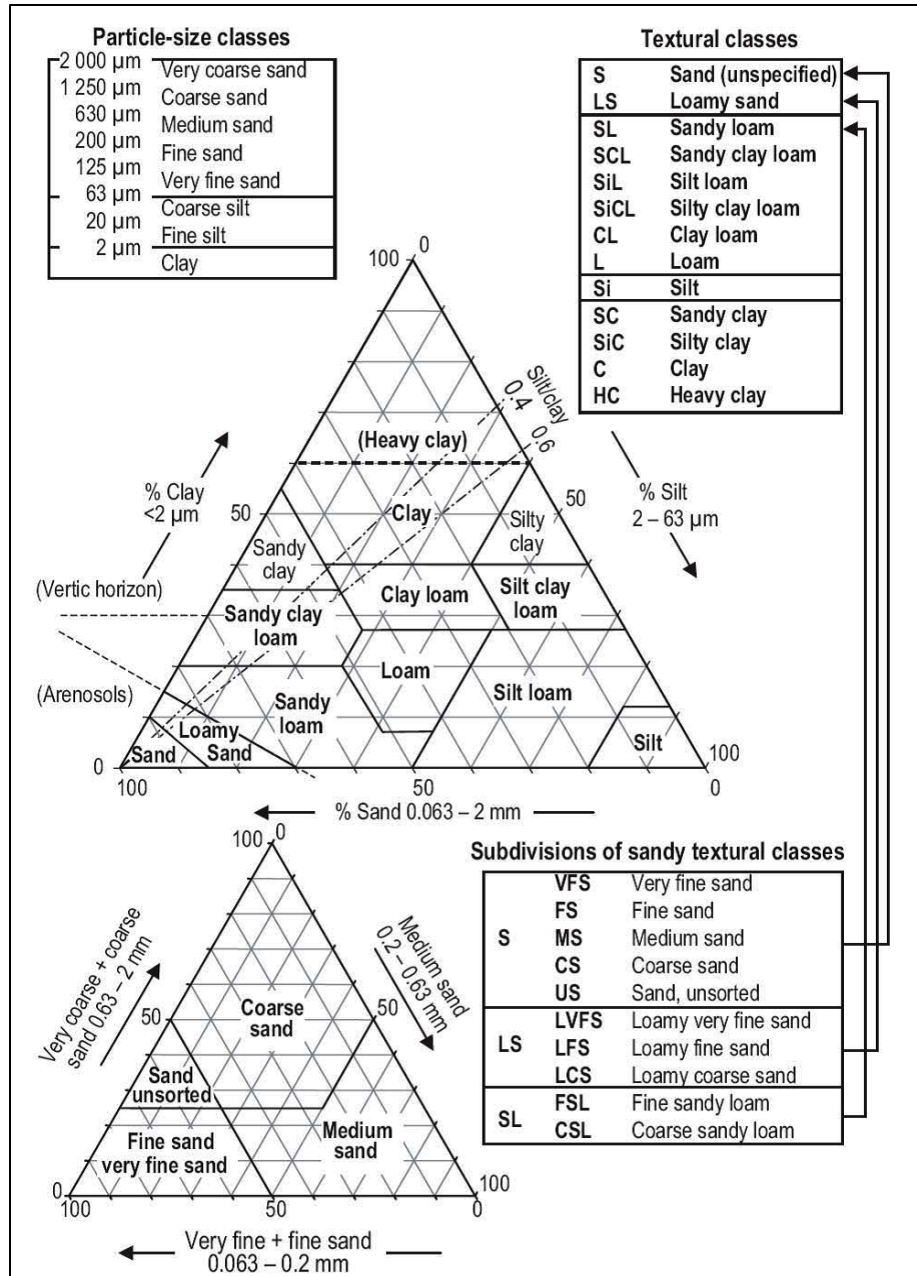 Particle-size classes
2 000 µm
Very coarse sand
1 250 µm
Coarse sand
630 µm
Medium sand
200 µm
Fine sand
125 µm
Very fine sand
63 µm
Coarse silt
20 µm
Fine silt
2 µm
Clay
Textural classes
S Sand (unspecified)
LS Loamy sand
SL Sandy loam
SCL Sandy clay loam
SiL Silt loam
SiCL Silty clay loam
CL Clay loam
L Loam
Si Silt
SC Sandy clay
SiC Silty clay
C Clay
HC Heavy clay
100 0
Silt/clay
0.4
0.6
(Heavy clay)
% Clay
<2 µm
50
Clay
Silty
clay
50
% Silt
2 – 63 µm
Sandy
clay
(Vertic horizon)
Clay loam
Silt clay
loam
Sandy clay
loam
Loam
Silt loam
(Arenosols)
Sandy
loam
Loamy
Sand
Sand
Silt
0
100
100
50
0
% Sand 0.063 – 2 mm
100 0
Very coarse + coarse
sand 0.63 – 2 mm
Medium sand
0.2 – 0.63 mm
50
50
Coarse
sand
Sand
unsorted
Fine sand
very fine sand
Medium
sand
0
100
100
50
0
Very fine + fine sand
0.063 – 0.2 mm
Subdivisions of sandy textural classes
S
VFS Very fine sand
FS Fine sand
MS Medium sand
CS Coarse sand
US Sand, unsorted
LS
LVFS Loamy very fine sand
LFS Loamy fine sand
LCS Loamy coarse sand
SL
FSL Fine sandy loam
CSL Coarse sandy loam